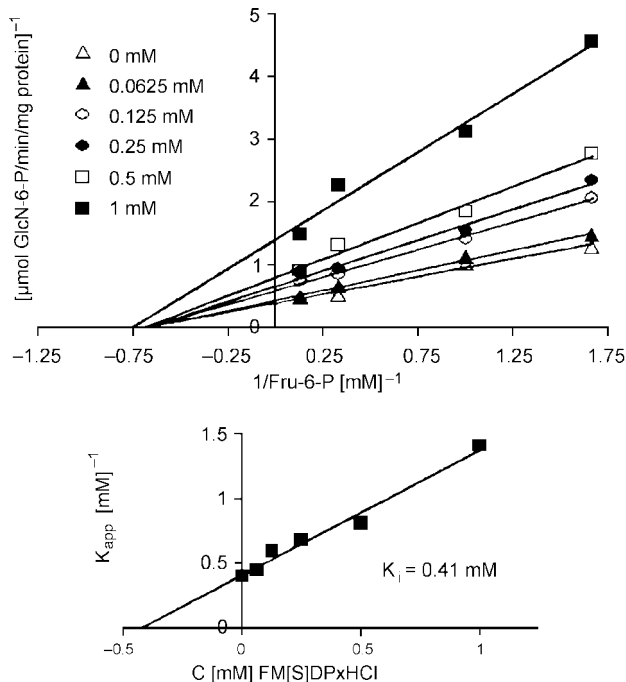 [µmol GlcN-6-P/min/mg protein]⁻¹
5
4
3
2
1
0
0 mM
0.0625 mM
0.125 mM
0.25 mM
0.5 mM
1 mM
–1.25
–0.75
–0.25
0.25
0.75
1.25
1.75
1/Fru-6-P [mM]⁻¹
K_app [mM]⁻¹
1.5
1
0.5
0
K_i = 0.41 mM
–0.5
0
0.5
1
C [mM] FM[S]DPxHCl